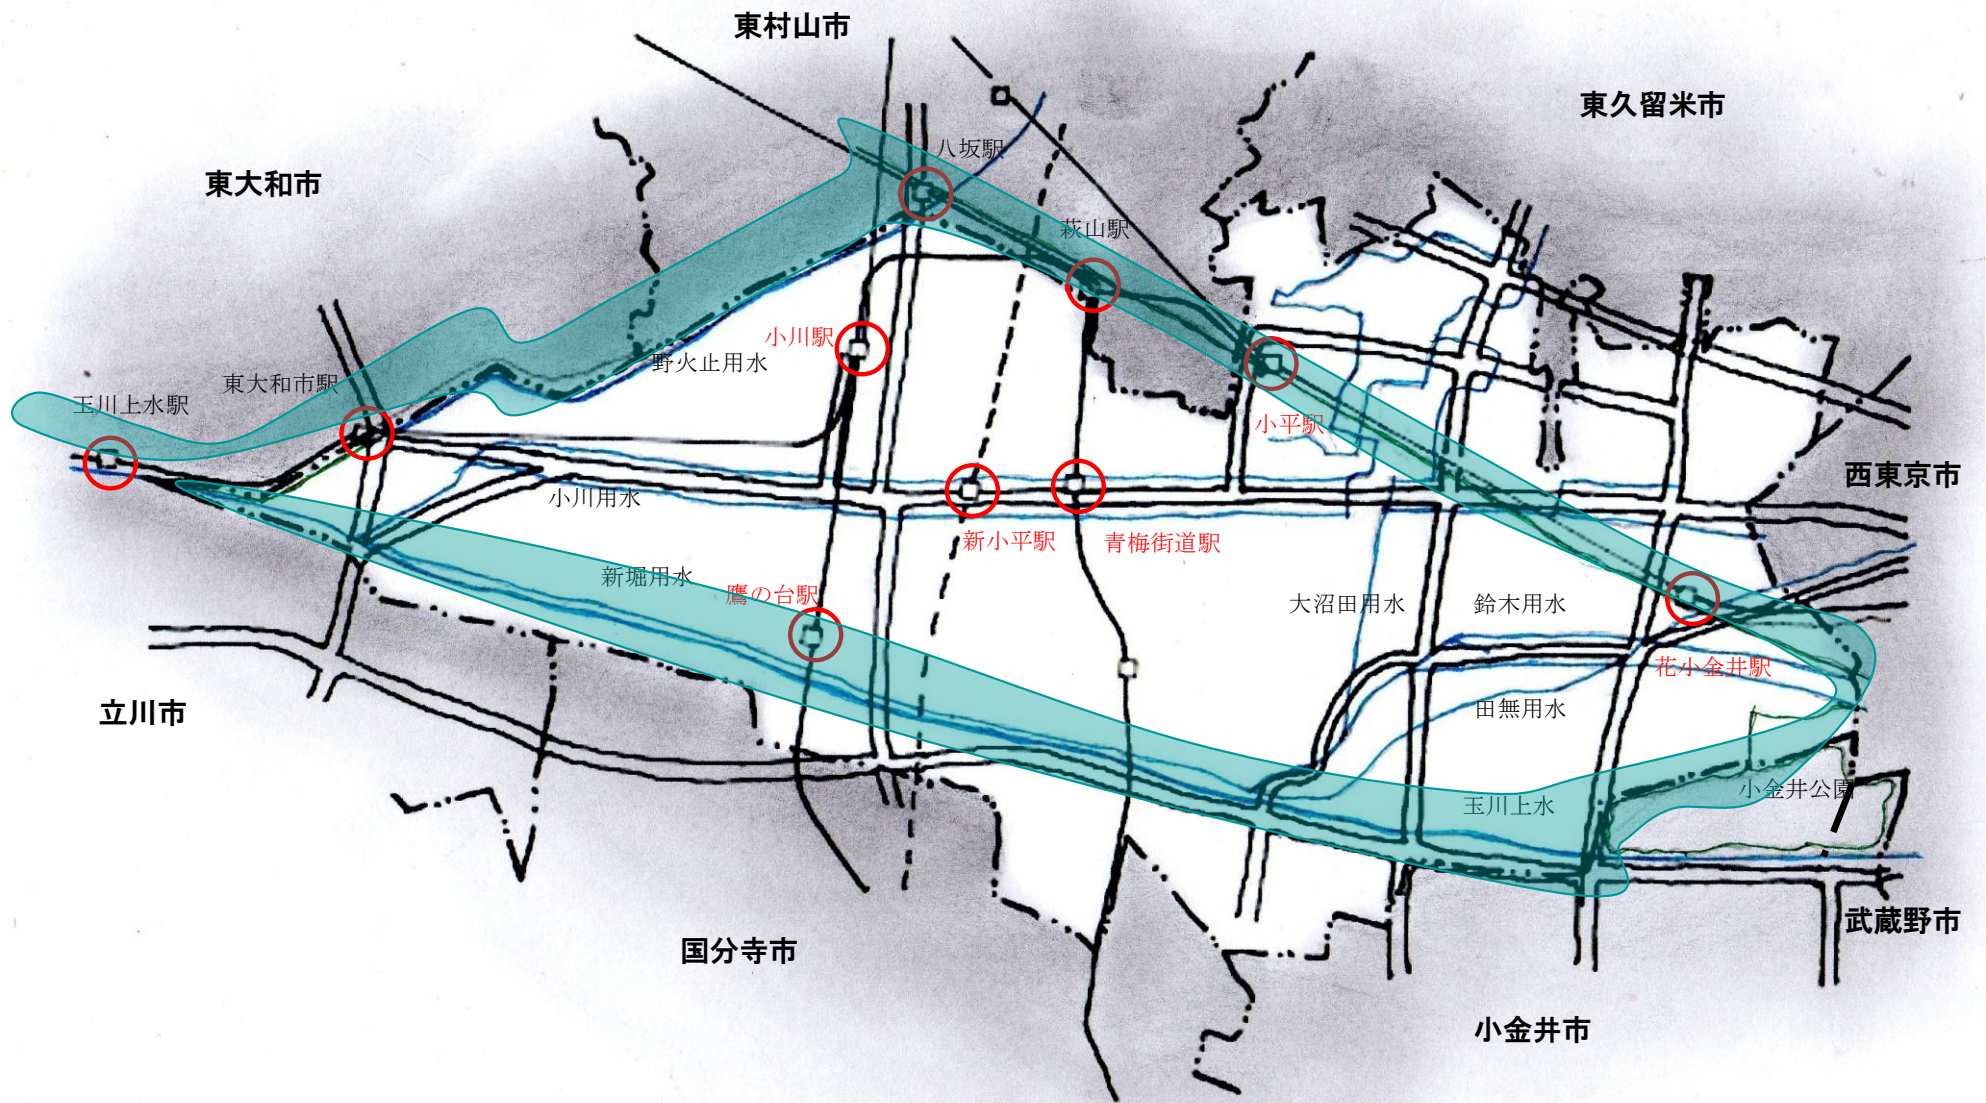 東村山市
東久留米市
八坂駅
東大和市
萩山駅
小川駅
野火止用水
東大和市駅
玉川上水駅
小平駅
西東京市
小川用水
新小平駅
青梅街道駅
新堀用水
鷹の台駅
大沼田用水
鈴木用水
花小金井駅
立川市
田無用水
小金井公園
玉川上水
武蔵野市
国分寺市
小金井市